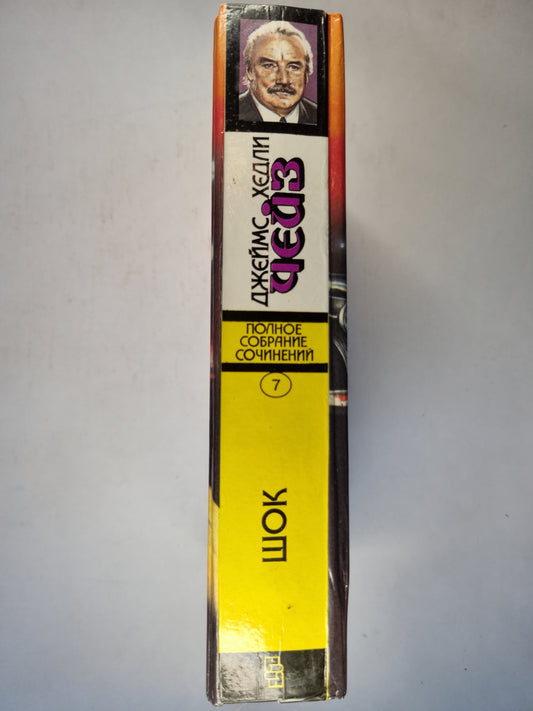 ДЖЕЙМС ХЕДЛИ
ЧЕЙЗ
ПОЛНОЕ
СОБРАНИЕ
СОЧИНЕНИЙ
7
ШОК